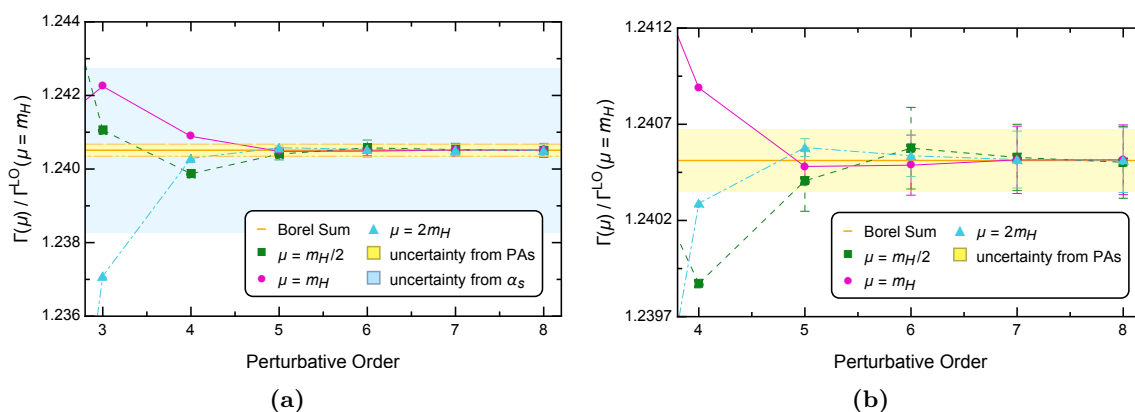 1.244
1.242
1.240
1.238
1.236
Γ(μ) / Γ^LO(μ = m_H)
Borel Sum
μ = m_H/2
μ = m_H
μ = 2m_H
uncertainty from PAs
uncertainty from α_s
3 4 5 6 7 8
Perturbative Order
(a)
1.2412
1.2407
1.2402
1.2397
Γ(μ) / Γ^LO(μ = m_H)
Borel Sum
μ = m_H/2
μ = m_H
μ = 2m_H
uncertainty from PAs
4 5 6 7 8
Perturbative Order
(b)